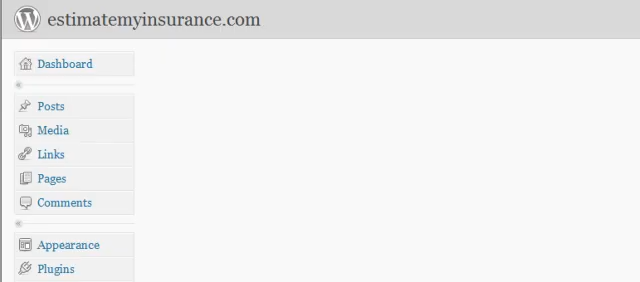 estimatemyinsurance.com
Dashboard
Posts
Media
Links
Pages
Comments
Appearance
Plugins